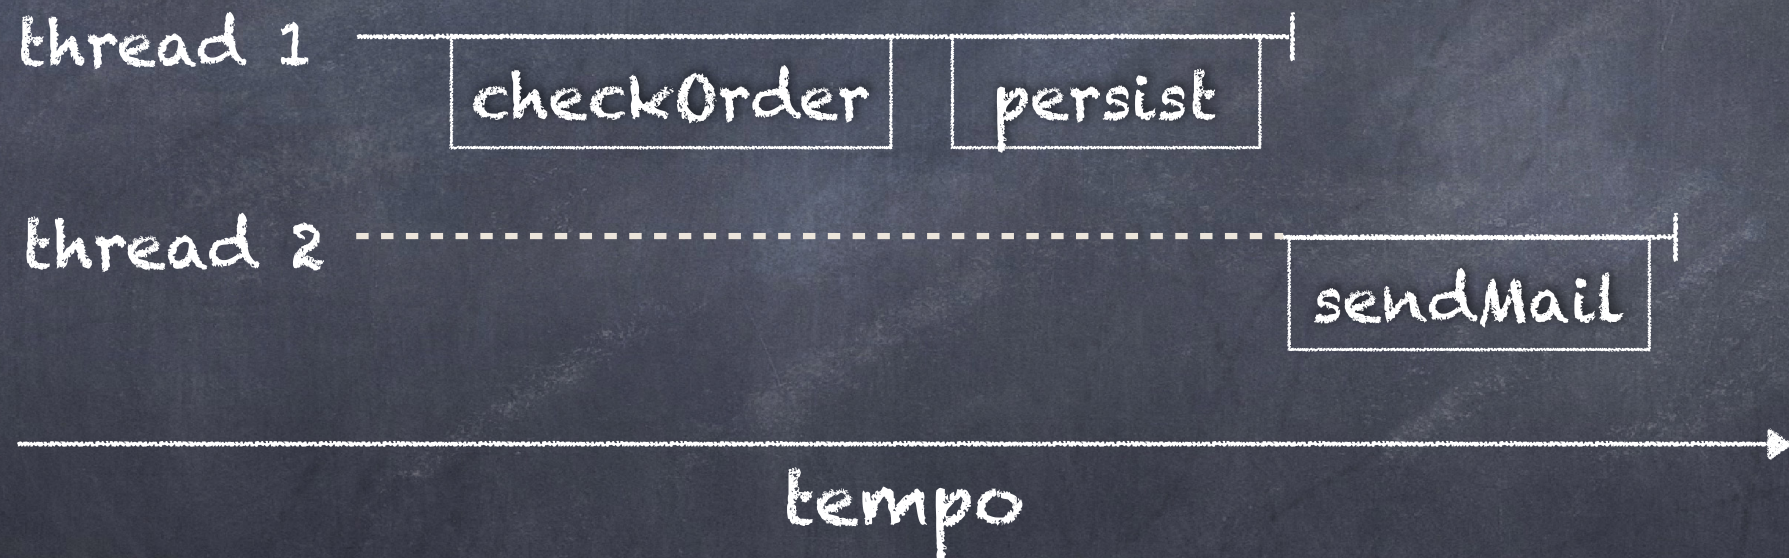 thread 1
checkOrder
persist
thread 2
sendMail
tempo